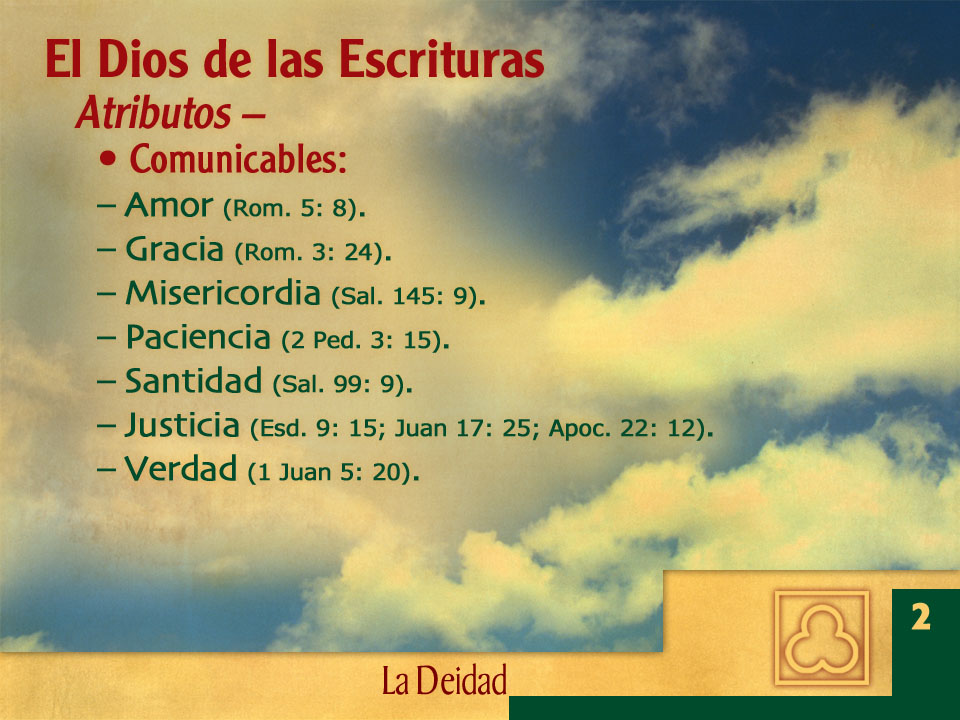 El Dios de las Escrituras
Atributos –
• Comunicables:
– Amor (Rom. 5: 8).
– Gracia (Rom. 3: 24).
– Misericordia (Sal. 145: 9).
– Paciencia (2 Ped. 3: 15).
– Santidad (Sal. 99: 9).
– Justicia (Esd. 9: 15; Juan 17: 25; Apoc. 22: 12).
– Verdad (1 Juan 5: 20).
2
La Deidad